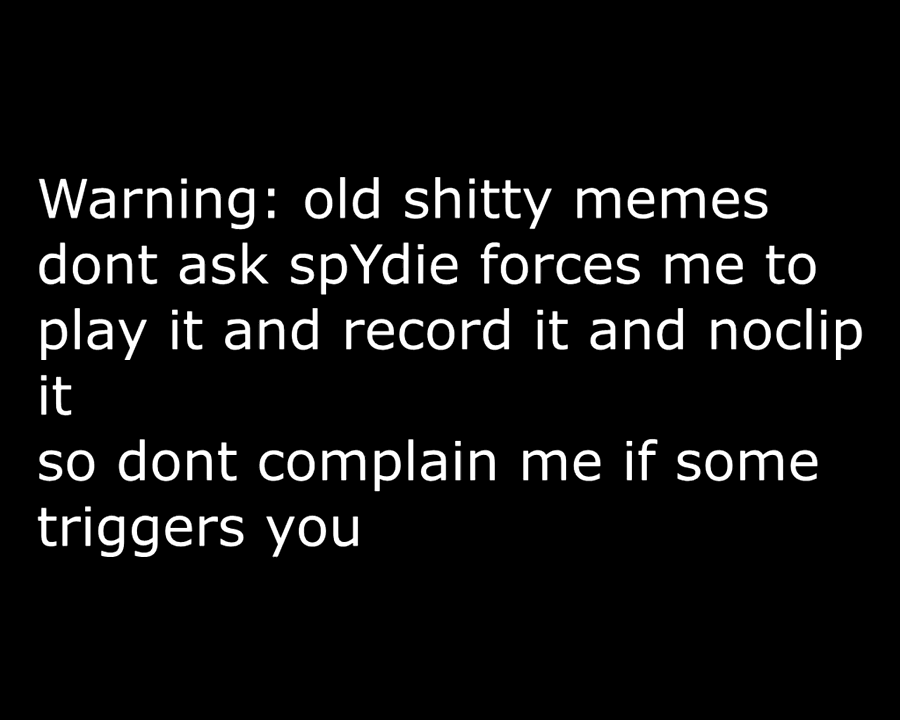 Warning: old shitty memes
dont ask spYdie forces me to
play it and record it and noclip
it
so dont complain me if some
triggers you